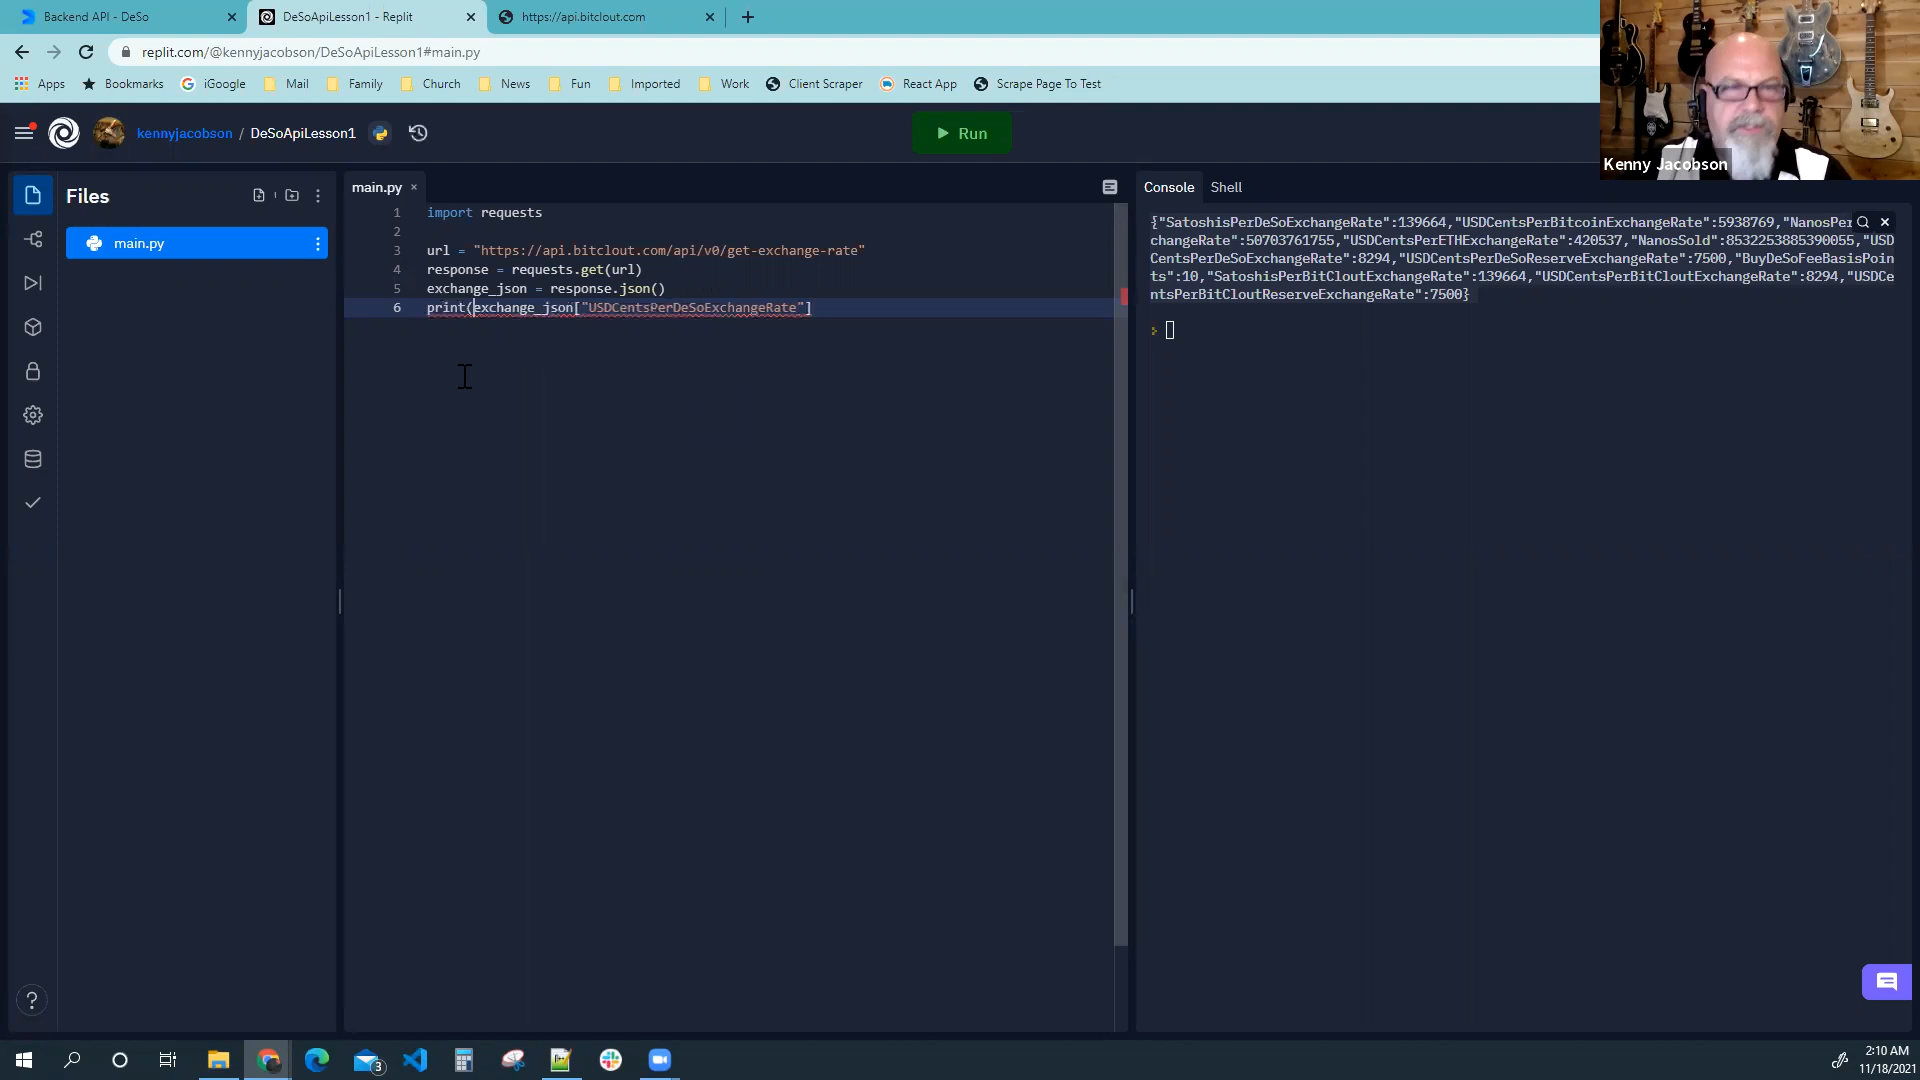 Backend API - DeSo
DeSoApiLesson1 - Replit
https://api.bitclout.com
replit.com/@kennyjacobson/DeSoApiLesson1#main.py
Apps
Bookmarks
iGoogle
Mail
Family
Church
News
Fun
Imported
Work
Client Scraper
React App
Scrape Page To Test
Kenny Jacobson
kennyjacobson / DeSoApiLesson1
Run
Files
main.py
main.py
1 import requests
2
3 url = "https://api.bitclout.com/api/v0/get-exchange-rate"
4 response = requests.get(url)
5 exchange_json = response.json()
6 print(exchange_json["USDCentsPerDeSoExchangeRate"]
Console
Shell
{"SatoshisPerDeSoExchangeRate":139664,"USDCentsPerBitcoinExchangeRate":5938769,"NanosPer
changeRate":50703761755,"USDCentsPerETHExchangeRate":420537,"NanosSold":8532253885390055,"USD
CentsPerDeSoExchangeRate":8294,"USDCentsPerDeSoReserveExchangeRate":7500,"BuyDeSoFeeBasisPoin
ts":10,"SatoshisPerBitCloutExchangeRate":139664,"USDCentsPerBitCloutExchangeRate":8294,"USDCe
ntsPerBitCloutReserveExchangeRate":7500}
?
3
2:10 AM
11/18/2021